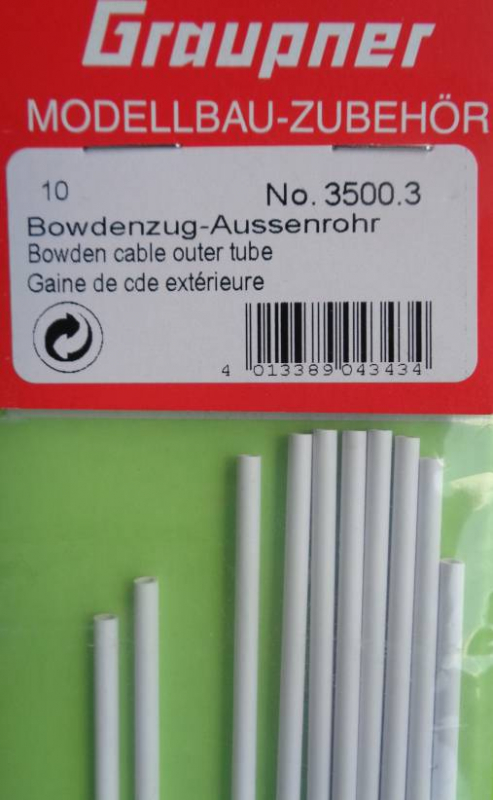 Graupner
MODELLBAU-ZUBEHÖR
10 No. 3500.3
Bowdenzug-Aussenrohr
Bowden cable outer tube
Gaine de cde extérieure
4 013389 043434